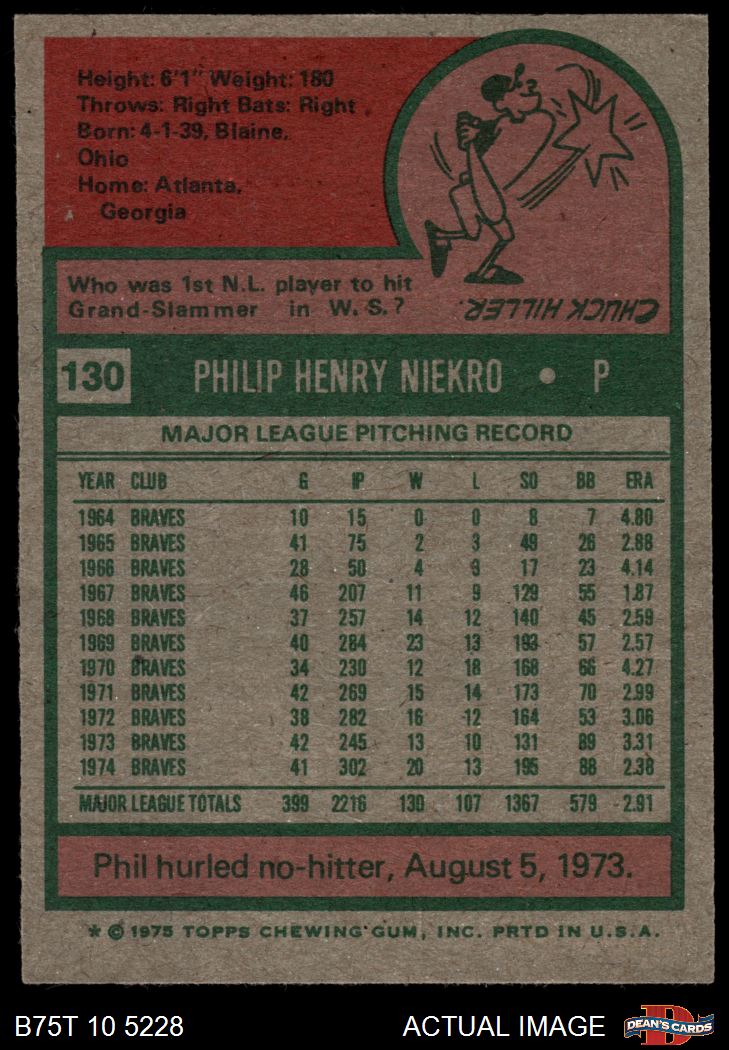 Height: 6'1" Weight: 180
Throws: Right Bats: Right
Born: 4-1-39, Blaine,
Ohio
Home: Atlanta,
Georgia
Who was 1st N.L. player to hit
Grand-Slammer in W.S.?
CHUCK HILLER.
130 PHILIP HENRY NIEKRO • P
MAJOR LEAGUE PITCHING RECORD
YEAR CLUB G IP W L SO BB ERA
1964 BRAVES 10 15 0 0 8 7 4.80
1965 BRAVES 41 75 2 3 49 26 2.88
1966 BRAVES 28 50 4 3 17 23 4.14
1967 BRAVES 46 207 11 9 129 55 1.87
1968 BRAVES 37 257 14 12 140 45 2.59
1969 BRAVES 40 284 23 13 193 57 2.57
1970 BRAVES 34 230 12 18 168 66 4.27
1971 BRAVES 42 269 15 14 173 70 2.99
1972 BRAVES 38 282 16 12 164 53 3.06
1973 BRAVES 42 245 13 10 131 89 3.31
1974 BRAVES 41 302 20 13 195 88 2.38
MAJOR LEAGUE TOTALS 399 2216 130 107 1367 579 2.91
Phil hurled no-hitter, August 5, 1973.
* © 1975 TOPPS CHEWING GUM, INC. PRTD IN U.S.A.
B75T 10 5228 ACTUAL IMAGE DEAN'S CARDS